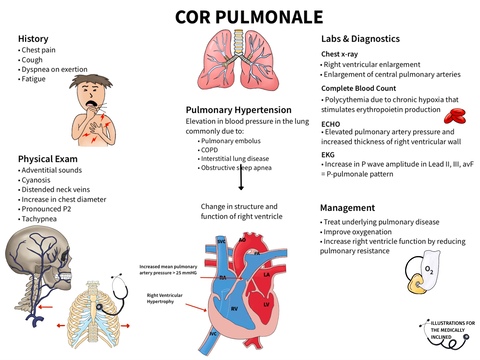 COR PULMONALE
History
• Chest pain
• Cough
• Dyspnea on exertion
• Fatigue
Physical Exam
• Adventitial sounds
• Cyanosis
• Distended neck veins
• Increase in chest diameter
• Pronounced P2
• Tachypnea
Pulmonary Hypertension
Elevation in blood pressure in the lung
commonly due to:
• Pulmonary embolus
• COPD
• Interstitial lung disease
• Obstructive sleep apnea
Change in structure and
function of right ventricle
Increased mean pulmonary
artery pressure > 25 mmHG
Right Ventricular
Hypertrophy
SVC
AO
PA
LA
RA
LV
RV
IVC
Labs & Diagnostics
Chest x-ray
• Right ventricular enlargement
• Enlargement of central pulmonary arteries
Complete Blood Count
• Polycythemia due to chronic hypoxia that
stimulates erythropoietin production
ECHO
• Elevated pulmonary artery pressure and
increased thickness of right ventricular wall
EKG
• Increase in P wave amplitude in Lead II, III, avF
= P-pulmonale pattern
Management
• Treat underlying pulmonary disease
• Improve oxygenation
• Increase right ventricle function by reducing
pulmonary resistance
O2
ILLUSTRATIONS FOR
THE MEDICALLY
INCLINED